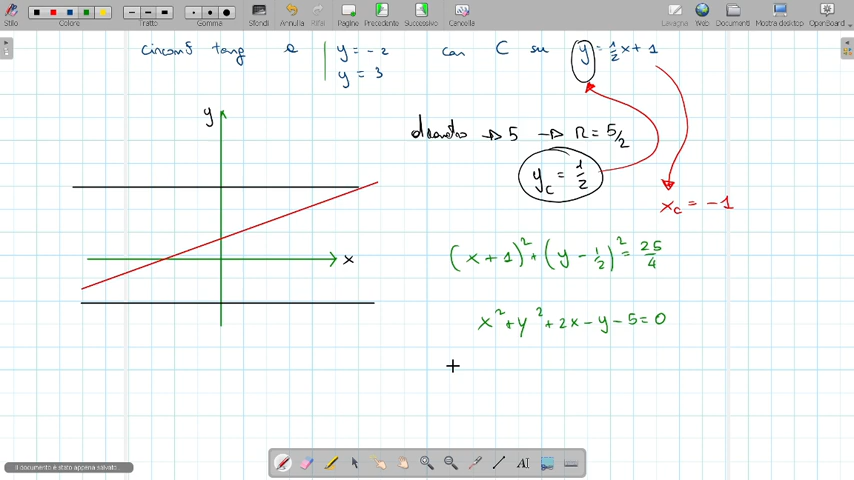 Colore Tratto Gomma Sfondi Annulla Rifai Pagine Precedente Successivo Cancella Lavagna Web Documenti Mostra desktop OpenBoard
circonf tang a y = -2 con C su y = 1/2 x + 1
y = 3
y
diametro → 5 → R = 5/2
y_C = 1/2
x_C = -1
x
(x + 1)² + (y - 1/2)² = 25/4
x² + y² + 2x - y - 5 = 0
Il documento è stato appena salvato...